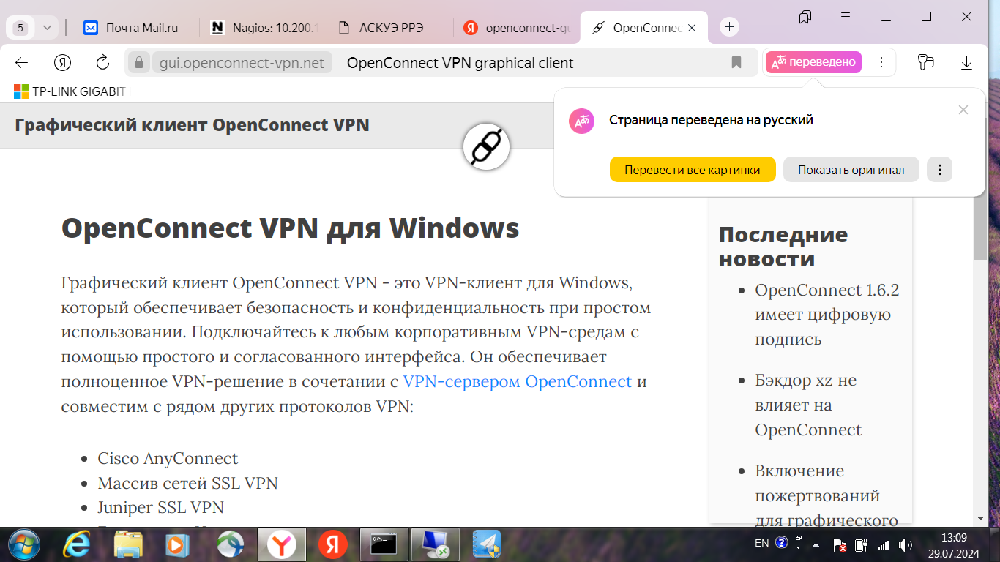 5
Почта Mail.ru
Nagios: 10.200.1
АСКУЭ РРЭ
openconnect-gu
OpenConnec
gui.openconnect-vpn.net
OpenConnect VPN graphical client
переведено
TP-LINK GIGABIT
Графический клиент OpenConnect VPN
Страница переведена на русский
Перевести все картинки
Показать оригинал
OpenConnect VPN для Windows
Графический клиент OpenConnect VPN - это VPN-клиент для Windows,
который обеспечивает безопасность и конфиденциальность при простом
использовании. Подключайтесь к любым корпоративным VPN-средам с
помощью простого и согласованного интерфейса. Он обеспечивает
полноценное VPN-решение в сочетании с VPN-сервером OpenConnect и
совместим с рядом других протоколов VPN:
Cisco AnyConnect
Массив сетей SSL VPN
Juniper SSL VPN
Последние
новости
OpenConnect 1.6.2
имеет цифровую
подпись
Бэкдор xz не
влияет на
OpenConnect
Включение
пожертвований
для графического
EN
13:09
29.07.2024